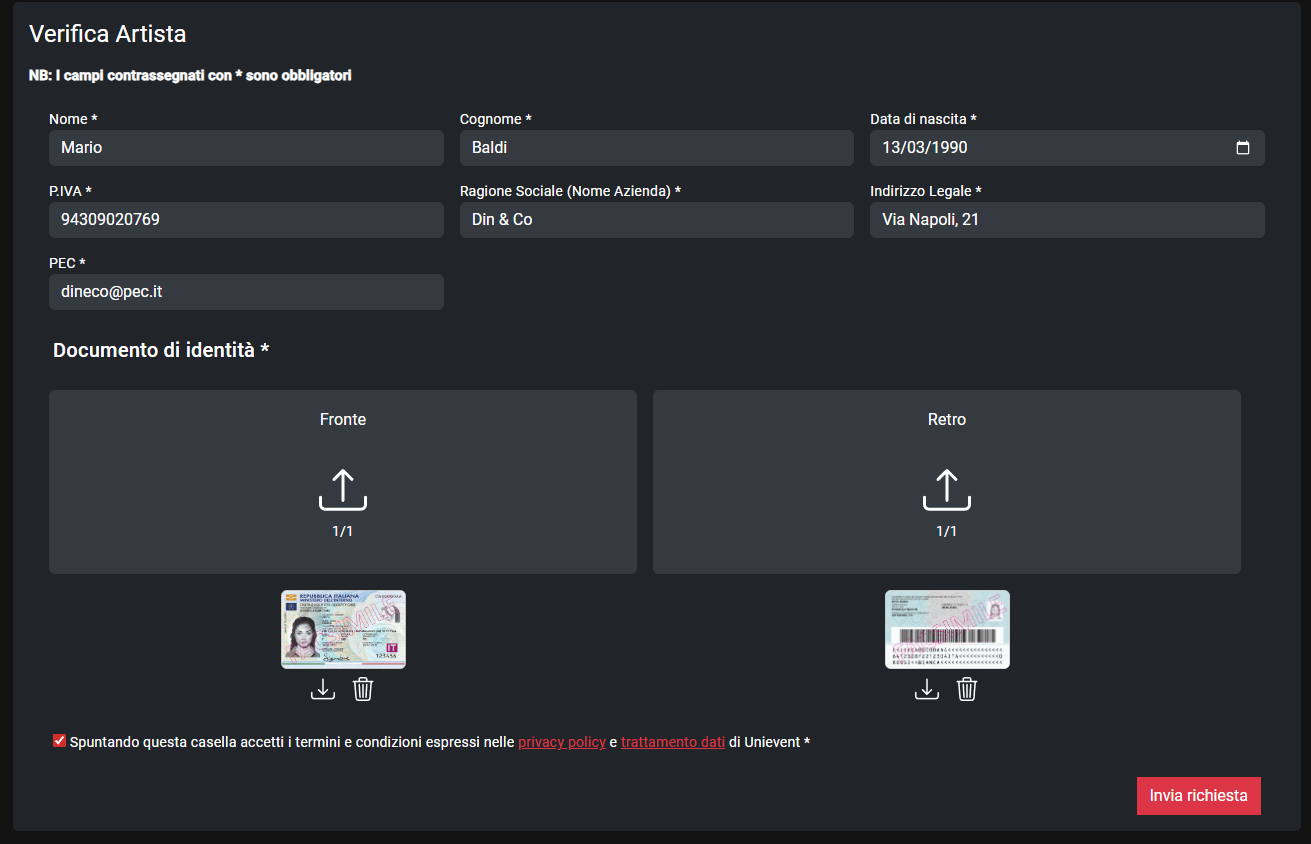 Verifica Artista
NB: I campi contrassegnati con * sono obbligatori
Nome * Cognome * Data di nascita *
Mario Baldi 13/03/1990
P.IVA * Ragione Sociale (Nome Azienda) * Indirizzo Legale *
94309020769 Din & Co Via Napoli, 21
PEC *
dineco@pec.it
Documento di identità *
Fronte Retro
1/1 1/1
REPUBBLICA ITALIANA
MINISTERO DELL'INTERNO
IT
123456
Spuntando questa casella accetti i termini e condizioni espressi nelle privacy policy e trattamento dati di Unievent *
Invia richiesta